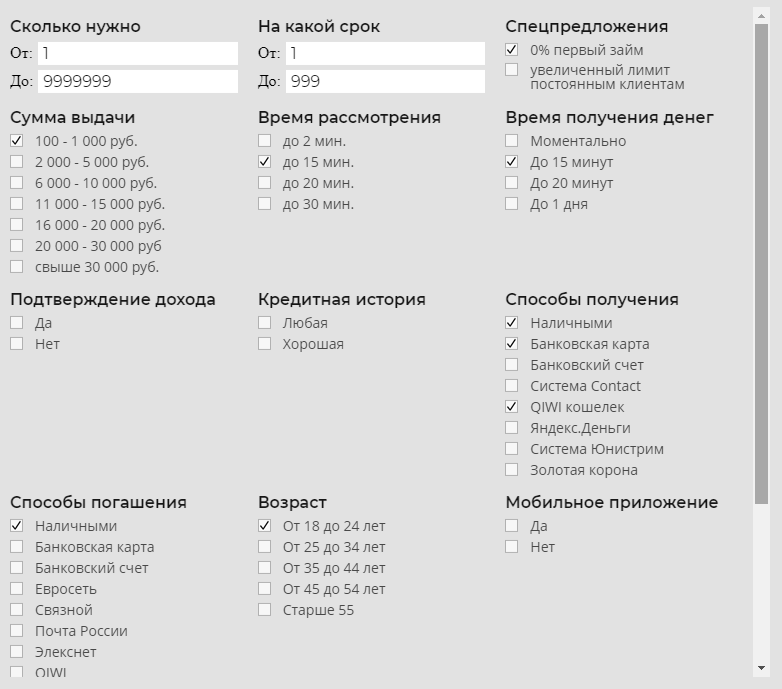 Сколько нужно
От: 1
До: 9999999
На какой срок
От: 1
До: 999
Спецпредложения
0% первый займ
увеличенный лимит
постоянным клиентам
Сумма выдачи
100 - 1 000 руб.
2 000 - 5 000 руб.
6 000 - 10 000 руб.
11 000 - 15 000 руб.
16 000 - 20 000 руб.
20 000 - 30 000 руб
свыше 30 000 руб.
Время рассмотрения
до 2 мин.
до 15 мин.
до 20 мин.
до 30 мин.
Время получения денег
Моментально
До 15 минут
До 20 минут
До 1 дня
Подтверждение дохода
Да
Нет
Кредитная история
Любая
Хорошая
Способы получения
Наличными
Банковская карта
Банковский счет
Система Contact
QIWI кошелек
Яндекс.Деньги
Система Юнистрим
Золотая корона
Способы погашения
Наличными
Банковская карта
Банковский счет
Евросеть
Связной
Почта России
Элекснет
QIWI
Возраст
От 18 до 24 лет
От 25 до 34 лет
От 35 до 44 лет
От 45 до 54 лет
Старше 55
Мобильное приложение
Да
Нет